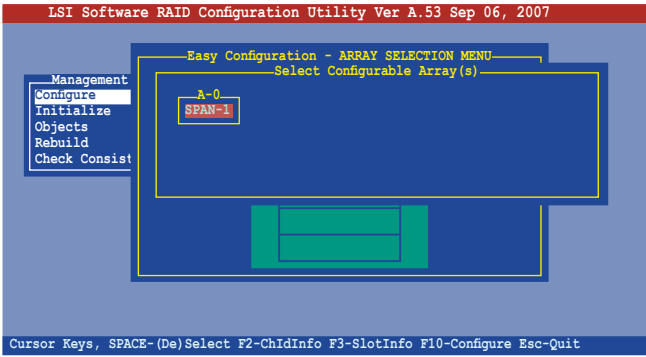 LSI Software RAID Configuration Utility Ver A.53 Sep 06, 2007
Easy Configuration - ARRAY SELECTION MENU
Select Configurable Array(s)
Management
Configure
Initialize
Objects
Rebuild
Check Consist
A-0
SPAN-1
Cursor Keys, SPACE-(De)Select F2-ChIdInfo F3-SlotInfo F10-Configure Esc-Quit